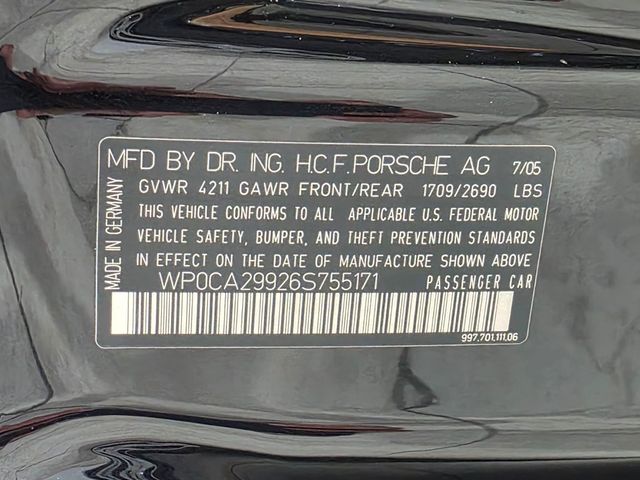 MFD BY DR. ING. H.C.F. PORSCHE AG 7/05
GVWR 4211 GAWR FRONT/REAR 1709/2690 LBS
THIS VEHICLE CONFORMS TO ALL APPLICABLE U.S. FEDERAL MOTOR
VEHICLE SAFETY, BUMPER, AND THEFT PREVENTION STANDARDS
IN EFFECT ON THE DATE OF MANUFACTURE SHOWN ABOVE
WP0CA29926S755171 PASSENGER CAR
997.701.111.06
MADE IN GERMANY